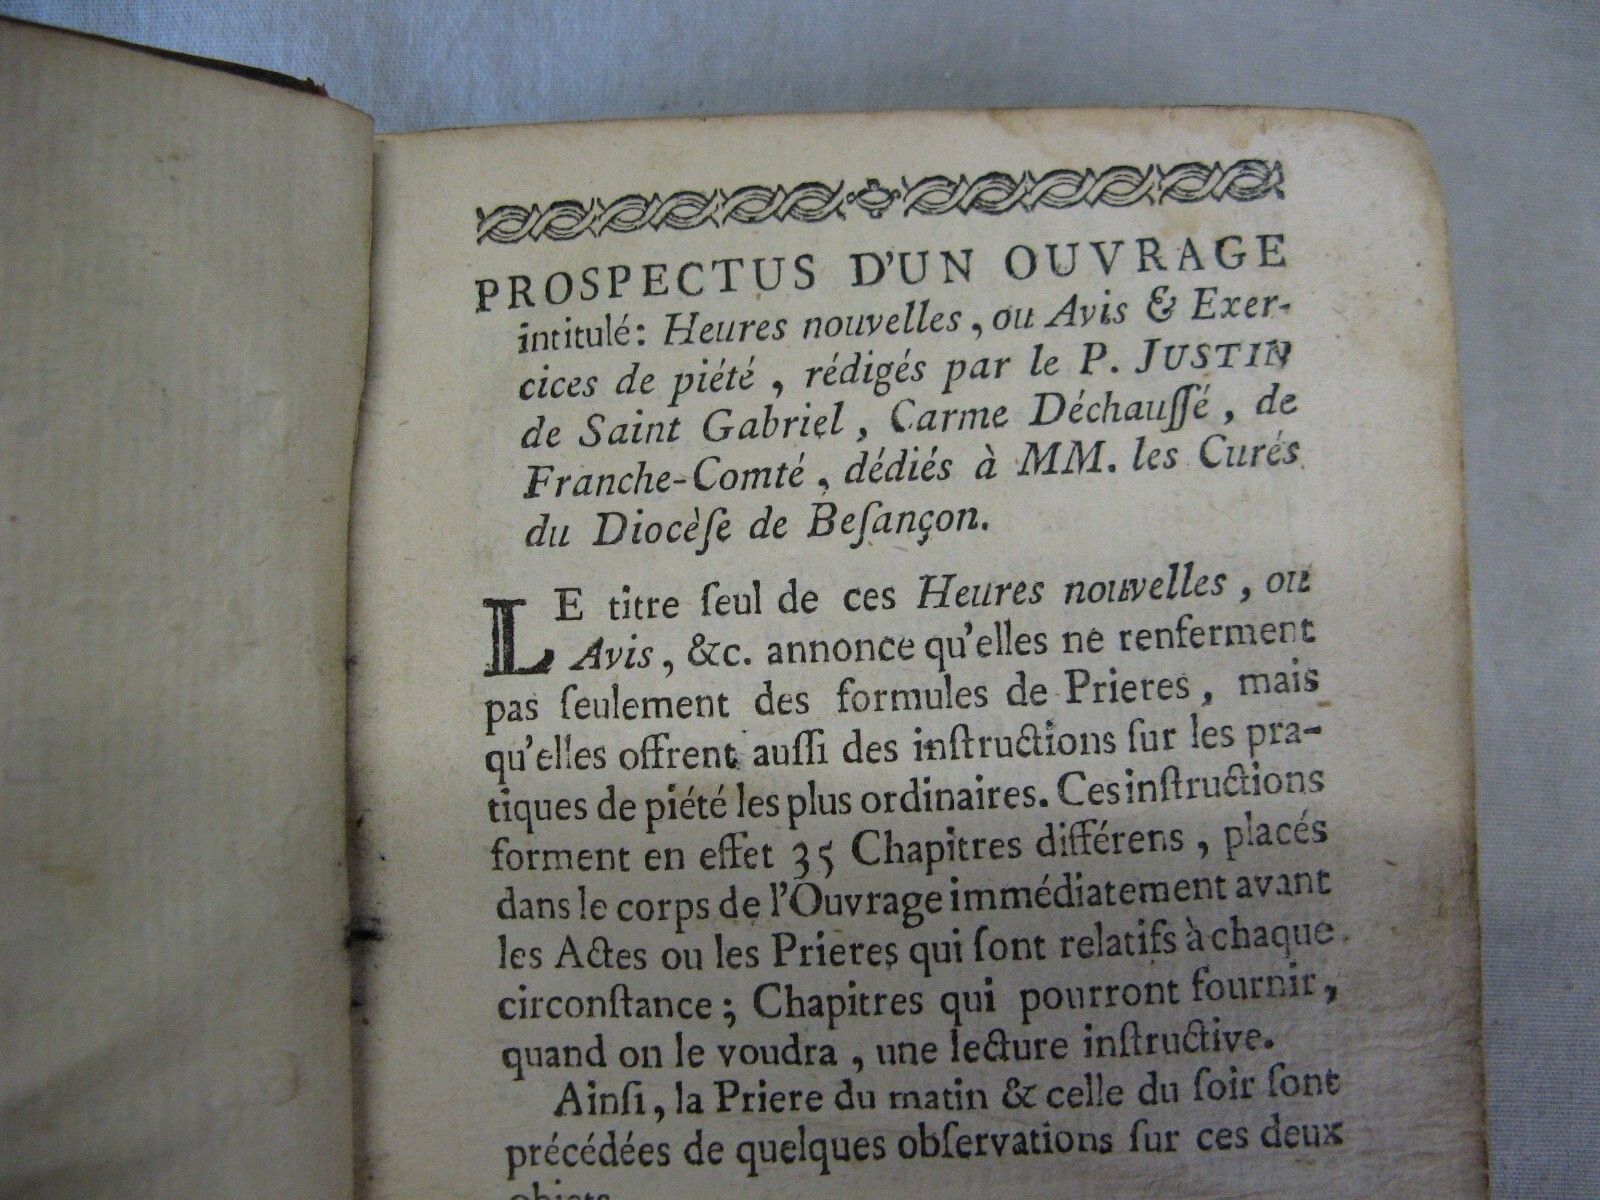 PROSPECTUS D'UN OUVRAGE
intitulé : Heures nouvelles, ou Avis & Exer-
cices de piété, rédigés par le P. JUSTIN
de Saint Gabriel, Carme Déchauſſé, de
Franche-Comté, dédiés à MM. les Curés
du Diocèſe de Beſançon.
LE titre ſeul de ces Heures nouvelles, ou
Avis, &c. annonce qu'elles ne renferment
pas ſeulement des formules de Prieres, mais
qu'elles offrent auſſi des inſtructions ſur les pra-
tiques de piété les plus ordinaires. Ces inſtructions
forment en effet 35 Chapitres différens, placés
dans le corps de l'Ouvrage immédiatement avant
les Actes ou les Prieres qui ſont relatifs à chaque
circonſtance ; Chapitres qui pourront fournir,
quand on le voudra, une lecture inſtructive.
Ainſi, la Priere du matin & celle du ſoir ſont
précédées de quelques obſervations ſur ces deux
objets